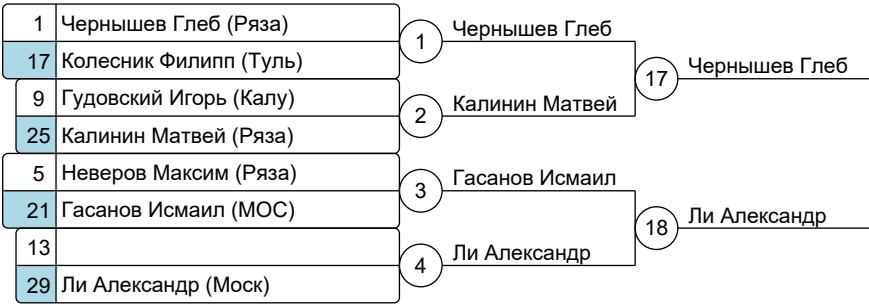 1 Чернышев Глеб (Ряза)
17 Колесник Филипп (Туль)
1 Чернышев Глеб
9 Гудовский Игорь (Калу)
25 Калинин Матвей (Ряза)
2 Калинин Матвей
17 Чернышев Глеб
5 Неверов Максим (Ряза)
21 Гасанов Исмаил (МОС)
3 Гасанов Исмаил
13
29 Ли Александр (Моск)
4 Ли Александр
18 Ли Александр